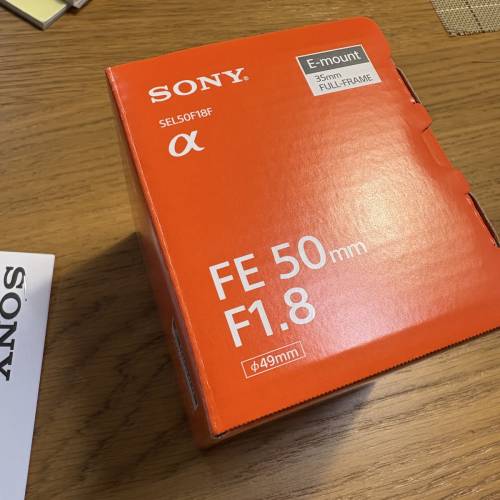 SONY®
SEL50F18F
α
E-mount
35mm
FULL-FRAME
FE 50mm
F1.8
ϕ49mm
SONY